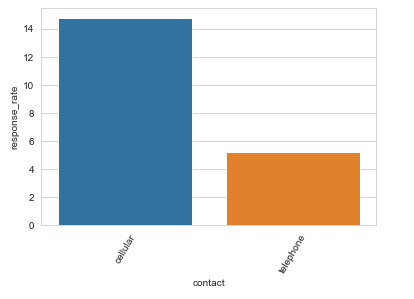 14
12
10
8
6
4
2
0
response_rate
cellular
telephone
contact